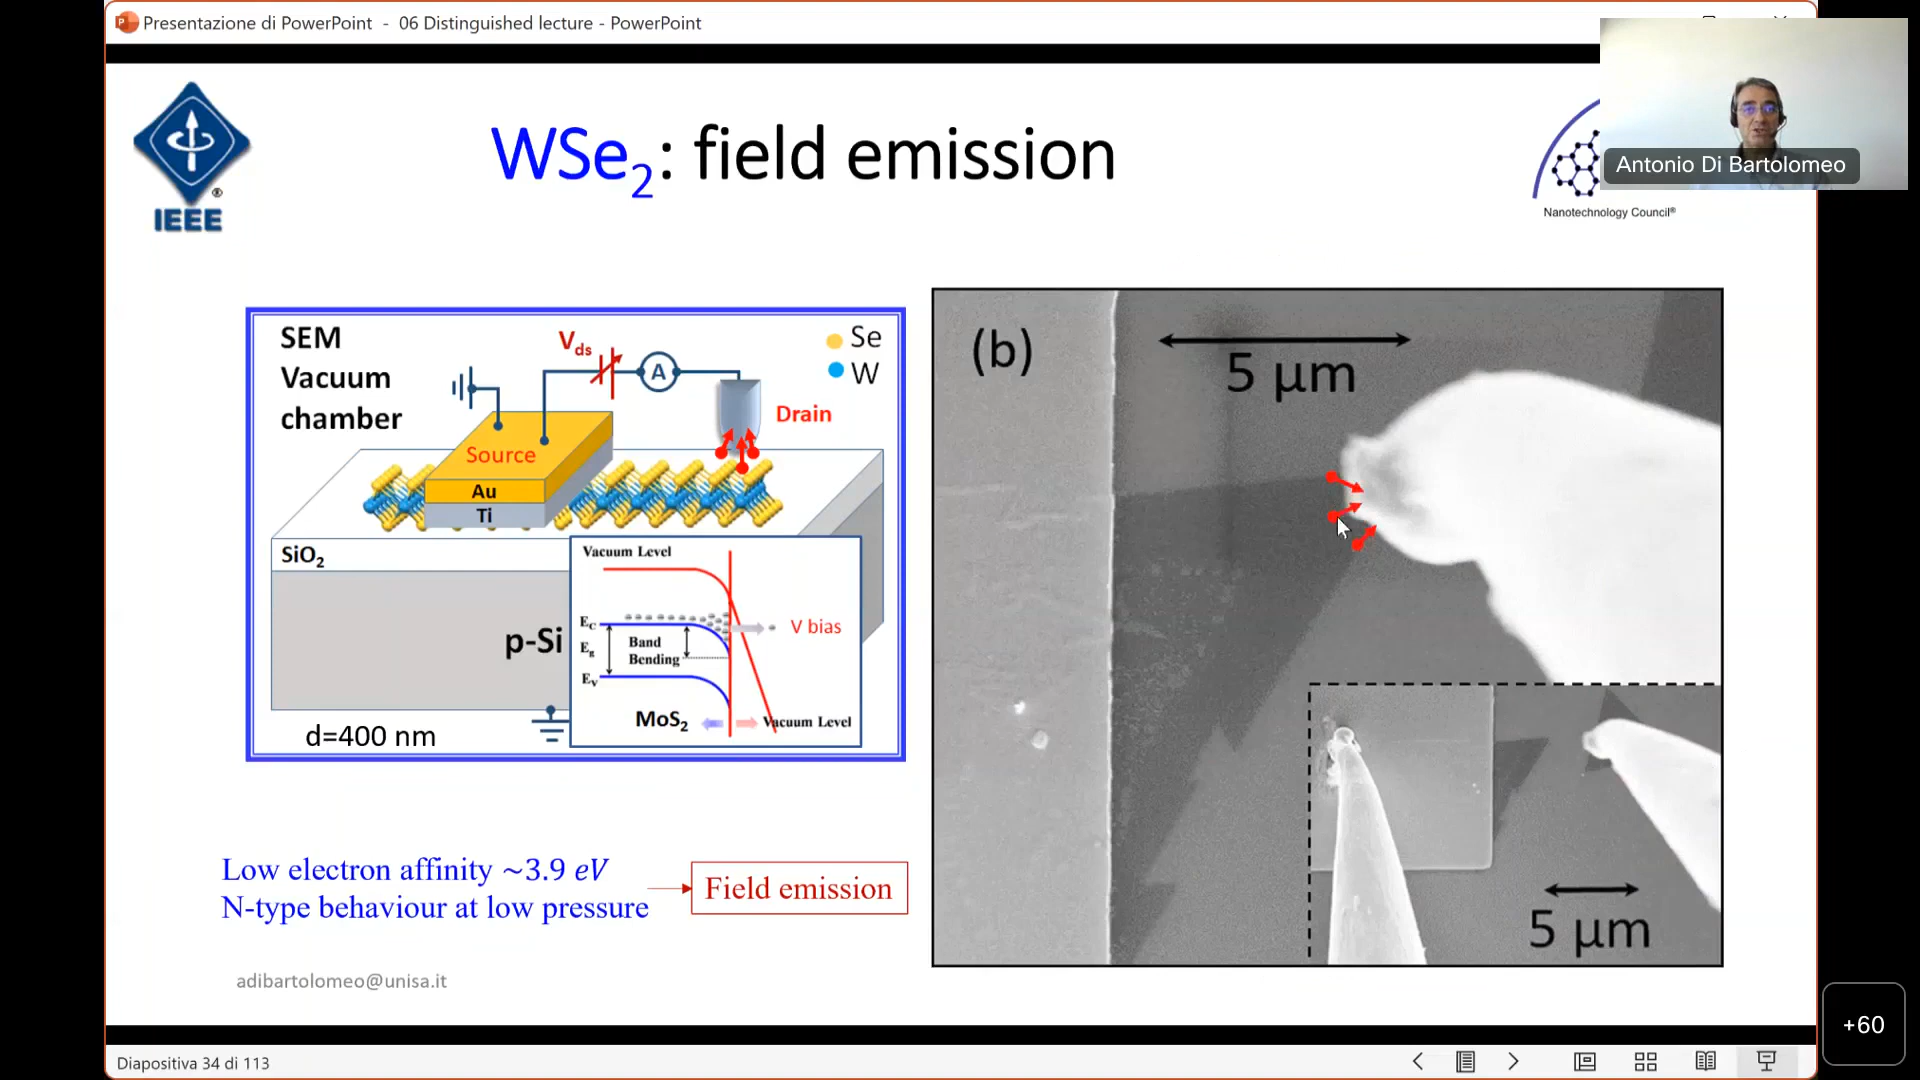 Presentazione di PowerPoint - 06 Distinguished lecture - PowerPoint
Antonio Di Bartolomeo
® IEEE
WSe2: field emission
Nanotechnology Council®
SEM
Vacuum
chamber
Vds
A
Se
W
Drain
Source
Au
Ti
SiO2
p-Si
d=400 nm
Vacuum Level
EC
Eg
EV
Band
Bending
V bias
MoS2
Vacuum Level
(b)
5 μm
5 μm
Low electron affinity ~3.9 eV
N-type behaviour at low pressure
Field emission
adibartolomeo@unisa.it
+60
Diapositiva 34 di 113